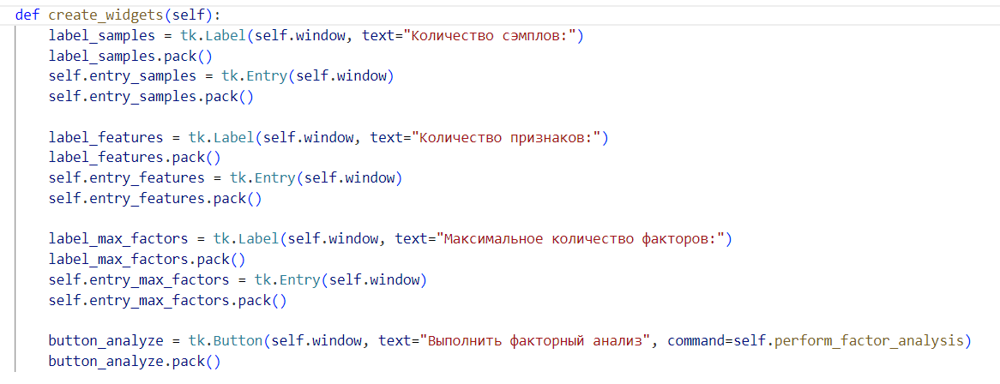 def create_widgets(self):
    label_samples = tk.Label(self.window, text="Количество сэмплов:")
    label_samples.pack()
    self.entry_samples = tk.Entry(self.window)
    self.entry_samples.pack()

    label_features = tk.Label(self.window, text="Количество признаков:")
    label_features.pack()
    self.entry_features = tk.Entry(self.window)
    self.entry_features.pack()

    label_max_factors = tk.Label(self.window, text="Максимальное количество факторов:")
    label_max_factors.pack()
    self.entry_max_factors = tk.Entry(self.window)
    self.entry_max_factors.pack()

    button_analyze = tk.Button(self.window, text="Выполнить факторный анализ", command=self.perform_factor_analysis)
    button_analyze.pack()